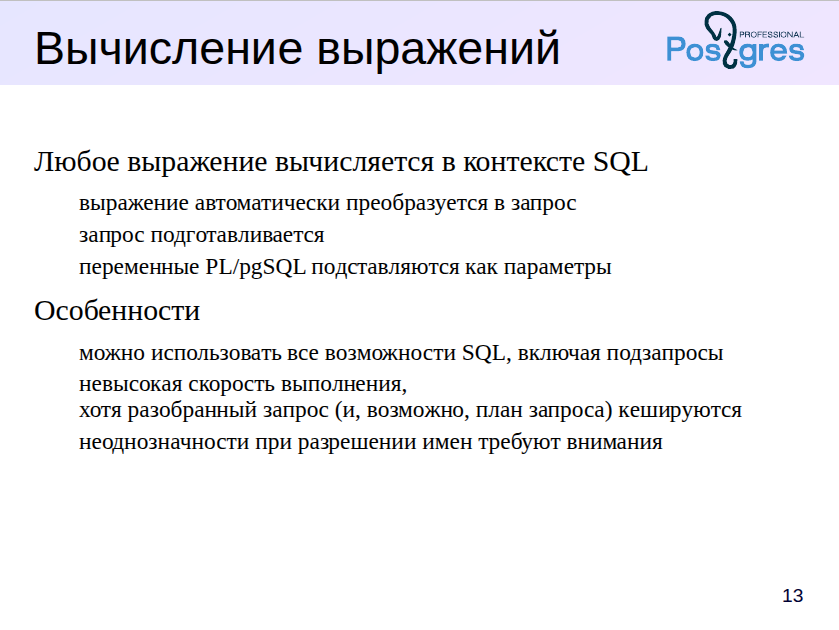 Вычисление выражений
PROFESSIONAL
Postgres
Любое выражение вычисляется в контексте SQL
выражение автоматически преобразуется в запрос
запрос подготавливается
переменные PL/pgSQL подставляются как параметры
Особенности
можно использовать все возможности SQL, включая подзапросы
невысокая скорость выполнения,
хотя разобранный запрос (и, возможно, план запроса) кешируются
неоднозначности при разрешении имен требуют внимания
13